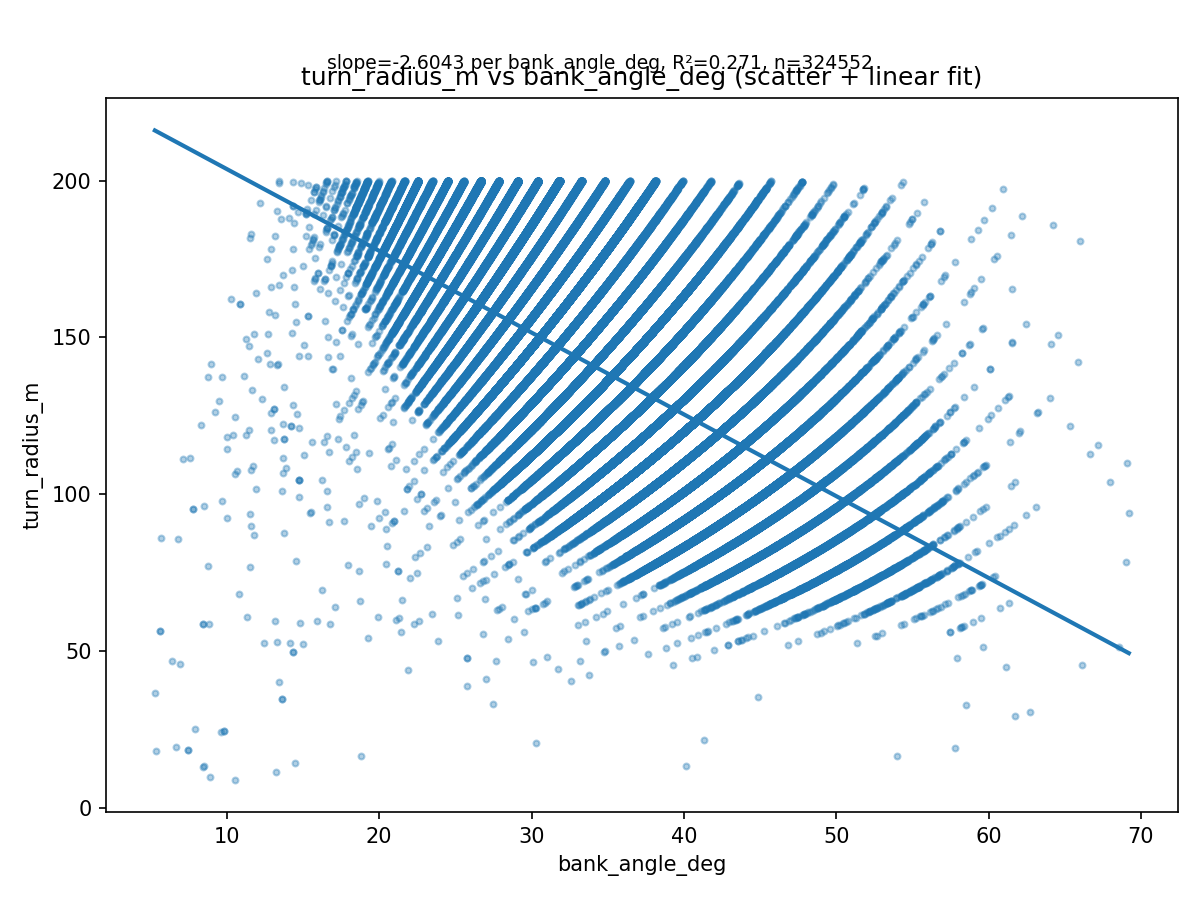 slope=-2.6043 per bank_angle_deg, R²=0.271, n=324552
turn_radius_m vs bank_angle_deg (scatter + linear fit)
200
150
100
50
0
turn_radius_m
10 20 30 40 50 60 70
bank_angle_deg